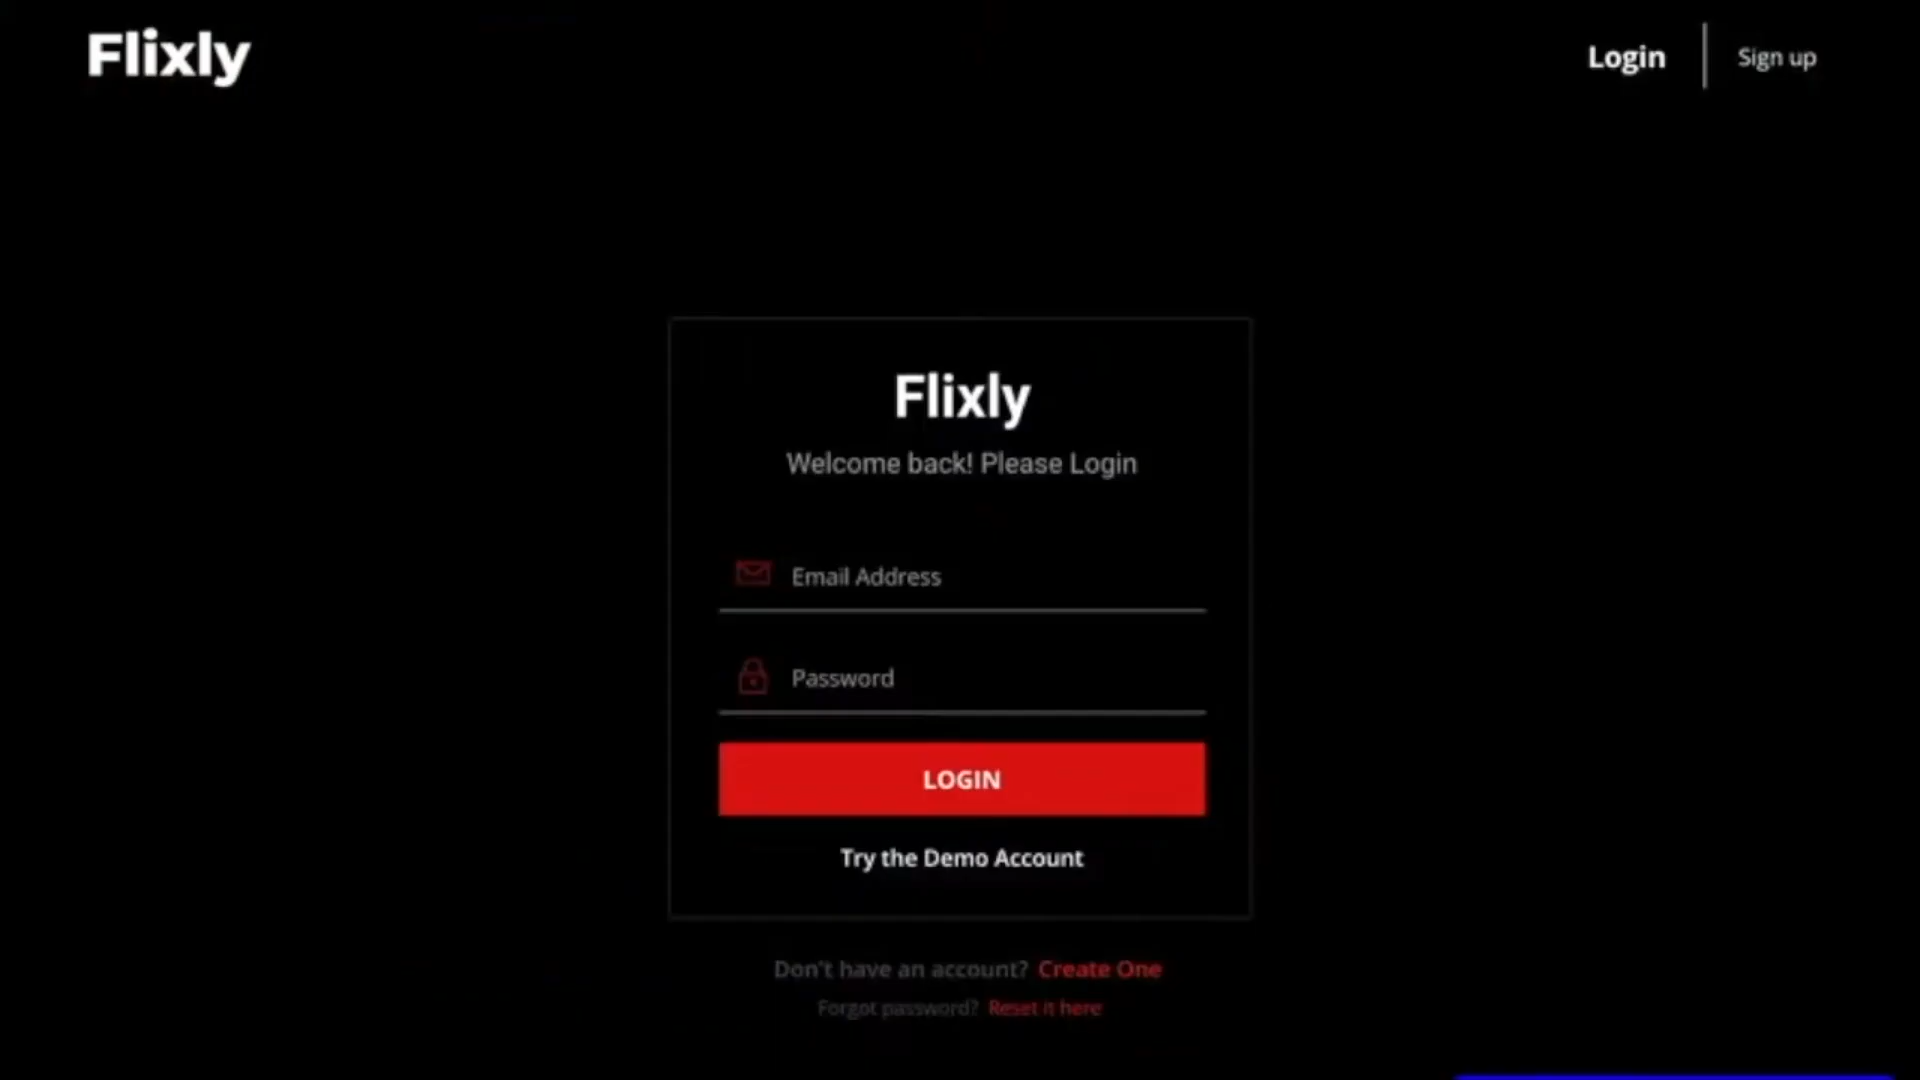 Flixly
Login
Sign up
Flixly
Welcome back! Please Login
Email Address
Password
LOGIN
Try the Demo Account
Don't have an account? Create One
Forgot password? Reset it here